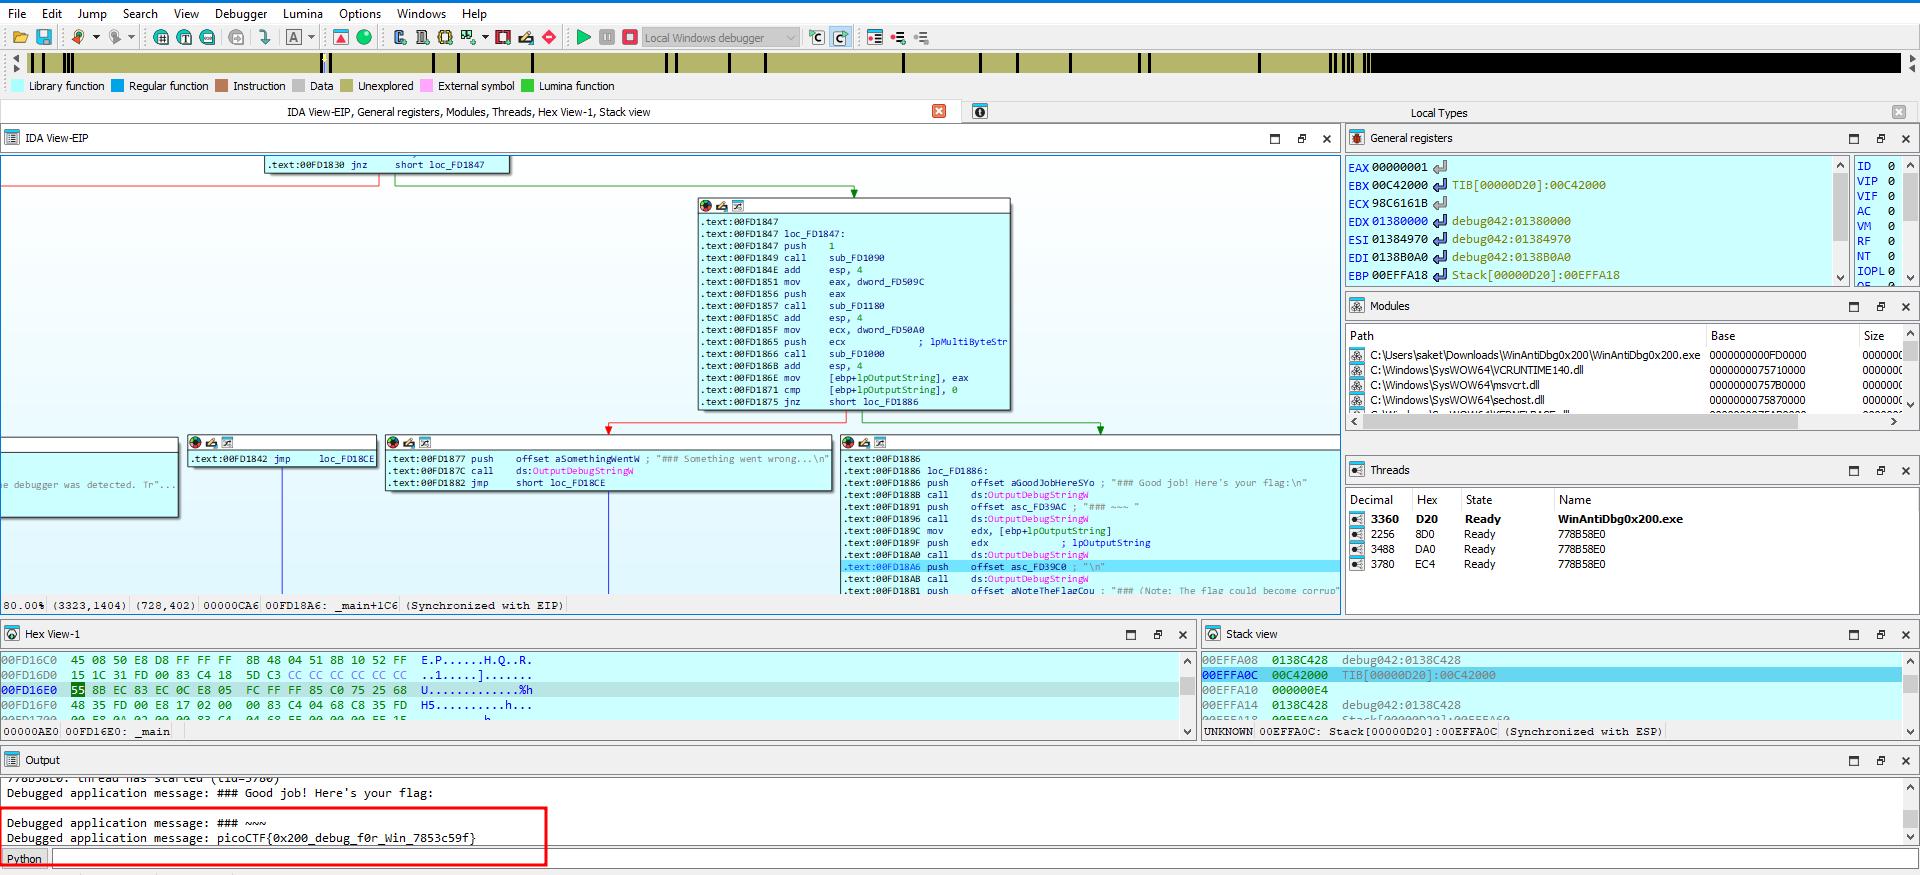 File Edit Jump Search View Debugger Lumina Options Windows Help
Local Windows debugger
Library function Regular function Instruction Data Unexplored External symbol Lumina function
IDA View-EIP, General registers, Modules, Threads, Hex View-1, Stack view
Local Types
IDA View-EIP
.text:00FD1830 jnz short loc_FD1847
.text:00FD1847
.text:00FD1847 loc_FD1847:
.text:00FD1847 push 1
.text:00FD1849 call sub_FD1090
.text:00FD184E add esp, 4
.text:00FD1851 mov eax, dword_FD509C
.text:00FD1856 push eax
.text:00FD1857 call sub_FD1180
.text:00FD185C add esp, 4
.text:00FD185F mov ecx, dword_FD50A0
.text:00FD1865 push ecx ; lpMultiByteStr
.text:00FD1866 call sub_FD1000
.text:00FD186B add esp, 4
.text:00FD186E mov [ebp+lpOutputString], eax
.text:00FD1871 cmp [ebp+lpOutputString], 0
.text:00FD1875 jnz short loc_FD1886
e debugger was detected. Tr"...
.text:00FD1842 jmp loc_FD18CE
.text:00FD1877 push offset aSomethingWentW ; "### Something went wrong...\n"
.text:00FD187C call ds:OutputDebugStringW
.text:00FD1882 jmp short loc_FD18CE
.text:00FD1886
.text:00FD1886 loc_FD1886:
.text:00FD1886 push offset aGoodJobHereSYo ; "### Good job! Here's your flag:\n"
.text:00FD188B call ds:OutputDebugStringW
.text:00FD1891 push offset asc_FD39AC ; "### ~~~ "
.text:00FD1896 call ds:OutputDebugStringW
.text:00FD189C mov edx, [ebp+lpOutputString]
.text:00FD189F push edx ; lpOutputString
.text:00FD18A0 call ds:OutputDebugStringW
.text:00FD18A6 push offset asc_FD39C0 ; "\n"
.text:00FD18AB call ds:OutputDebugStringW
.text:00FD18B1 push offset aNoteTheFlagCou ; "### (Note: The flag could become corrup"
80.00% (3323,1404) (728,402) 00000CA6 00FD18A6: _main+1C6 (Synchronized with EIP)
General registers
EAX 00000001
EBX 00C42000 TIB[00000D20]:00C42000
ECX 98C6161B
EDX 01380000 debug042:01380000
ESI 01384970 debug042:01384970
EDI 0138B0A0 debug042:0138B0A0
EBP 00EFFA18 Stack[00000D20]:00EFFA18
ID 0
VIP 0
VIF 0
AC 0
VM 0
RF 0
NT 0
IOPL 0
Modules
Path Base Size
C:\Users\saket\Downloads\WinAntiDbg0x200\WinAntiDbg0x200.exe 0000000000FD0000 0000000
C:\Windows\SysWOW64\VCRUNTIME140.dll 0000000075710000 0000000
C:\Windows\SysWOW64\msvcrt.dll 00000000757B0000 0000000
C:\Windows\SysWOW64\sechost.dll 0000000075870000 0000000
Threads
Decimal Hex State Name
3360 D20 Ready WinAntiDbg0x200.exe
2256 8D0 Ready 778B58E0
3488 DA0 Ready 778B58E0
3780 EC4 Ready 778B58E0
Hex View-1
00FD16C0 45 08 50 E8 D8 FF FF FF 8B 48 04 51 8B 10 52 FF E.P......H.Q..R.
00FD16D0 15 1C 31 FD 00 83 C4 18 5D C3 CC CC CC CC CC CC ..1.....].......
00FD16E0 55 8B EC 83 EC 0C E8 05 FC FF FF 85 C0 75 25 68 U............%h
00FD16F0 48 35 FD 00 E8 17 02 00 00 83 C4 04 68 C8 35 FD H5..........h...
00000AE0 00FD16E0: _main
Stack view
00EFFA08 0138C428 debug042:0138C428
00EFFA0C 00C42000 TIB[00000D20]:00C42000
00EFFA10 000000E4
00EFFA14 0138C428 debug042:0138C428
UNKNOWN 00EFFA0C: Stack[00000D20]:00EFFA0C (Synchronized with ESP)
Output
Debugged application message: ### Good job! Here's your flag:
Debugged application message: ### ~~~
Debugged application message: picoCTF{0x200_debug_f0r_Win_7853c59f}
Python